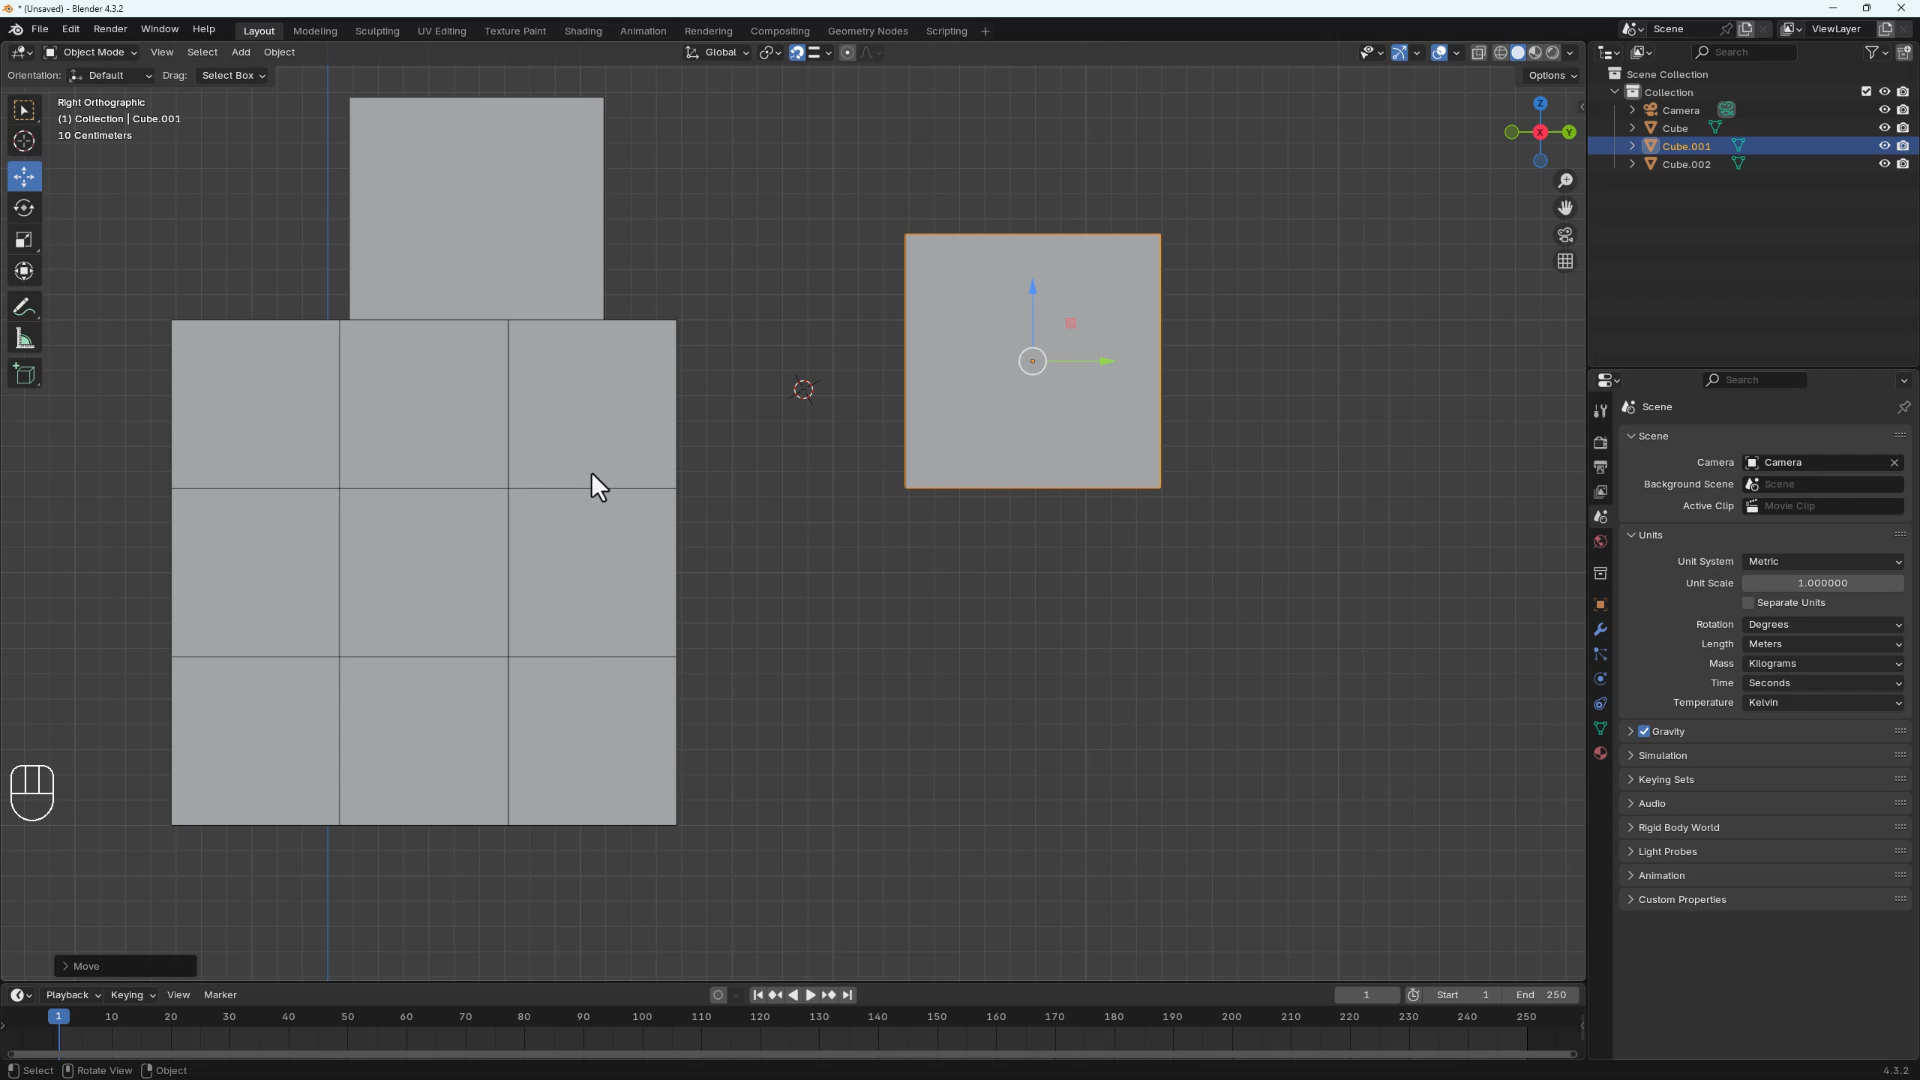 * (Unsaved) - Blender 4.3.2
File Edit Render Window Help Layout Modeling Sculpting UV Editing Texture Paint Shading Animation Rendering Compositing Geometry Nodes Scripting + Scene ViewLayer
Object Mode View Select Add Object Global Search
Orientation: Default Drag: Select Box Options
Right Orthographic
(1) Collection | Cube.001
10 Centimeters
Z
X
Y
Scene Collection
Collection
Camera
Cube
Cube.001
Cube.002
Search
Scene
Scene
Camera Camera
Background Scene Scene
Active Clip Movie Clip
Units
Unit System Metric
Unit Scale 1.000000
Separate Units
Rotation Degrees
Length Meters
Mass Kilograms
Time Seconds
Temperature Kelvin
Gravity
Simulation
Keying Sets
Audio
Rigid Body World
Light Probes
Animation
Custom Properties
Move
Playback Keying View Marker 1 Start 1 End 250
1 10 20 30 40 50 60 70 80 90 100 110 120 130 140 150 160 170 180 190 200 210 220 230 240 250
Select Rotate View Object 4.3.2